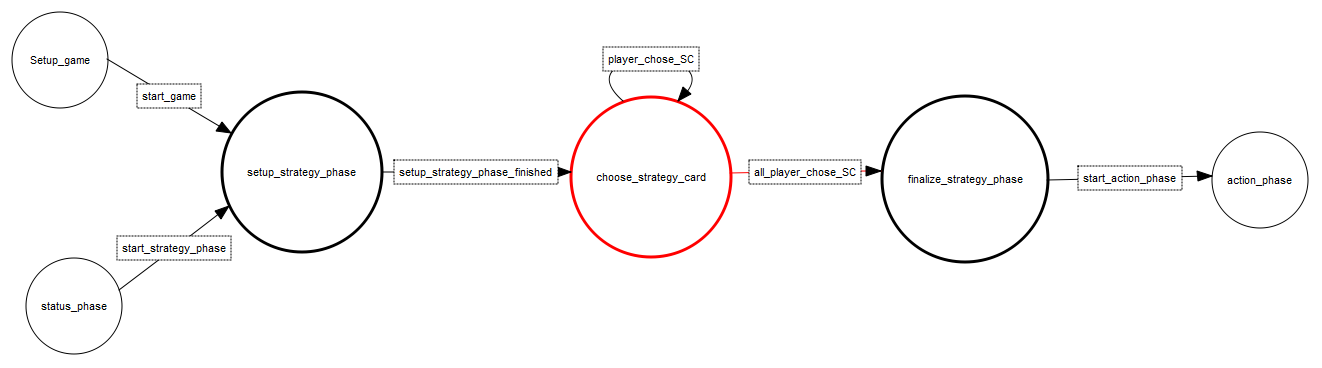 Setup_game
start_game
setup_strategy_phase
start_strategy_phase
status_phase
setup_strategy_phase_finished
player_chose_SC
choose_strategy_card
all_player_chose_SC
finalize_strategy_phase
start_action_phase
action_phase